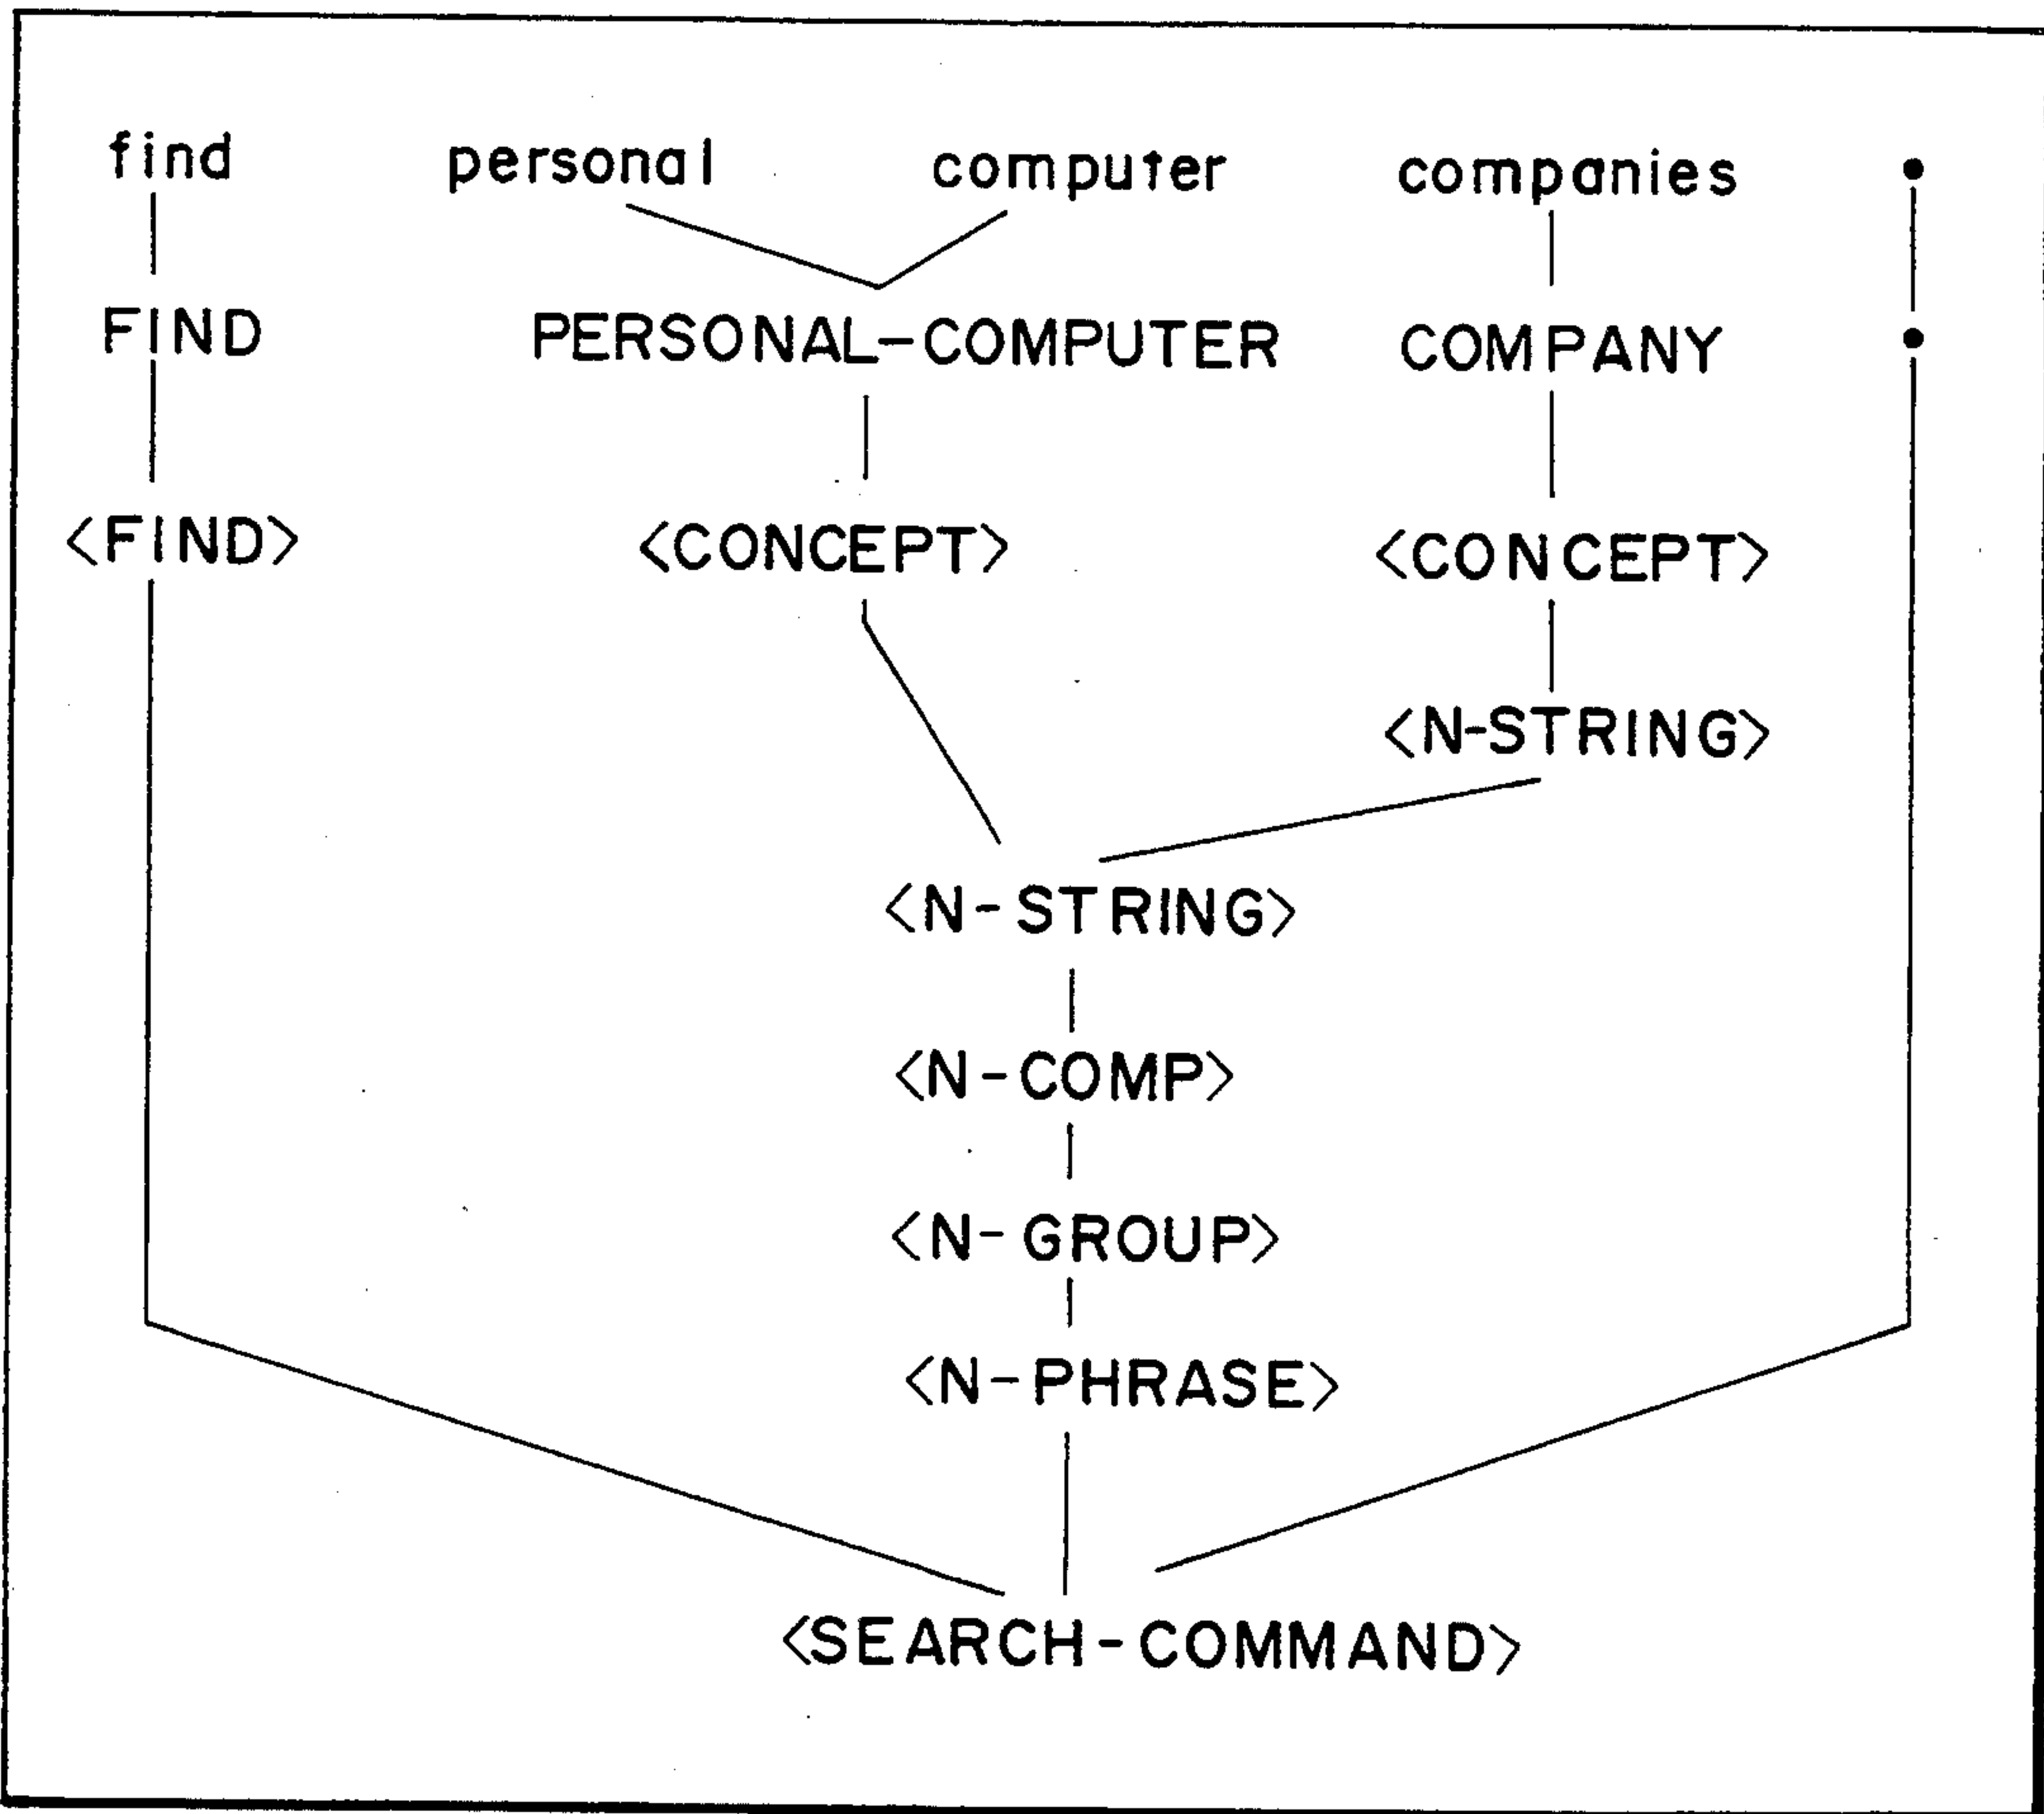 find personal computer companies .
FIND PERSONAL-COMPUTER COMPANY .
<FIND> <CONCEPT> <CONCEPT>
<N-STRING>
<N-STRING>
<N-COMP>
<N-GROUP>
<N-PHRASE>
<SEARCH-COMMAND>